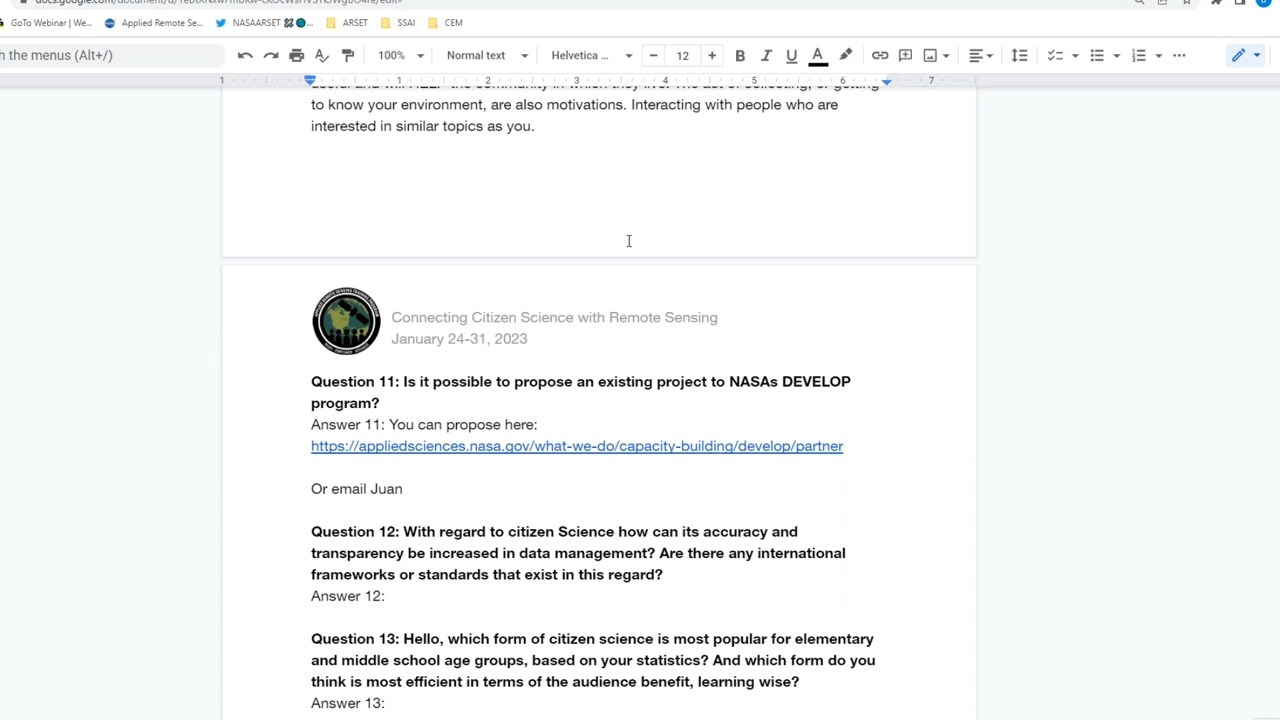 GoTo Webinar | We...
Applied Remote Se...
NASAARSET
ARSET
SSAI
CEM
h the menus (Alt+/)
100%
Normal text
Helvetica ...
12
1 1 2 3 4 5 6 7
to know your environment, are also motivations. Interacting with people who are
interested in similar topics as you.
Connecting Citizen Science with Remote Sensing
January 24-31, 2023
Question 11: Is it possible to propose an existing project to NASAs DEVELOP
program?
Answer 11: You can propose here:
https://appliedsciences.nasa.gov/what-we-do/capacity-building/develop/partner
Or email Juan
Question 12: With regard to citizen Science how can its accuracy and
transparency be increased in data management? Are there any international
frameworks or standards that exist in this regard?
Answer 12:
Question 13: Hello, which form of citizen science is most popular for elementary
and middle school age groups, based on your statistics? And which form do you
think is most efficient in terms of the audience benefit, learning wise?
Answer 13: